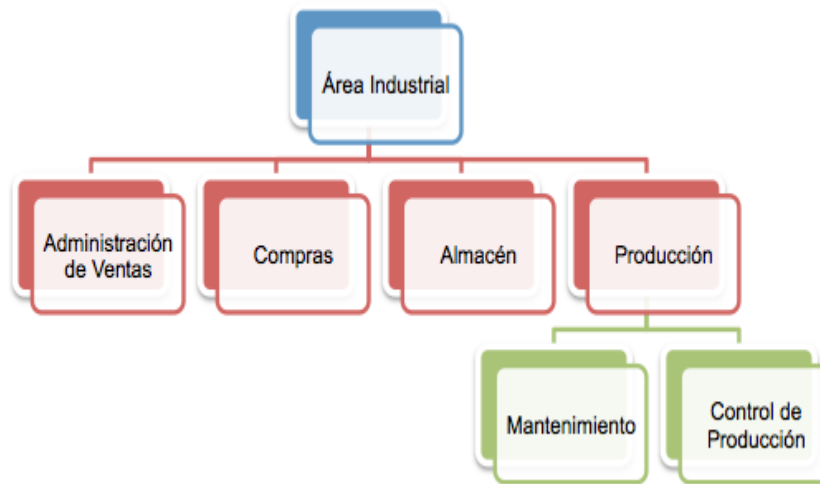 Área Industrial
Administración
de Ventas
Compras
Almacén
Producción
Mantenimiento
Control de
Producción